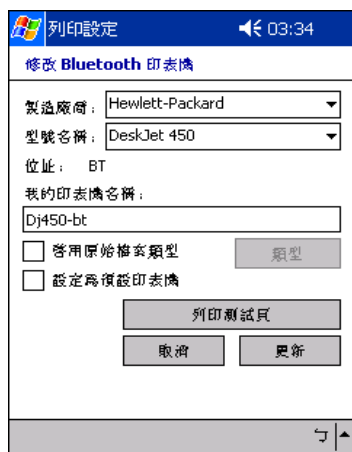 列印設定 03:34
修改 Bluetooth 印表機
製造廠商: Hewlett-Packard
型號名稱: DeskJet 450
位址: BT
我的印表機名稱:
Dj450-bt
啓用原始檔案類型 類型
設定為預設印表機
列印測試頁
取消 更新
ㄅ